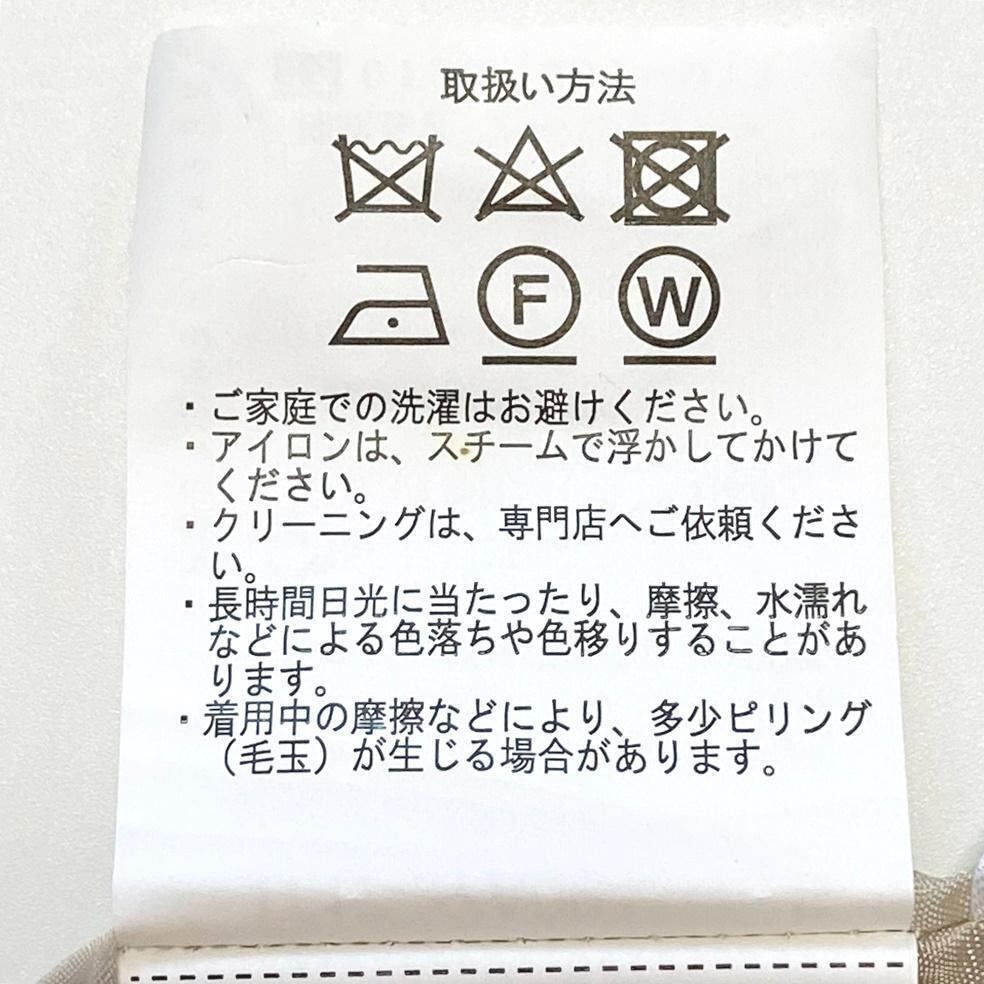 取扱い方法
F W
・ご家庭での洗濯はお避けください。
・アイロンは、スチームで浮かしてかけて
ください。
・クリーニングは、専門店へご依頼くださ
い。
・長時間日光に当たったり、摩擦、水濡れ
などによる色落ちや色移りすることがあ
ります。
・着用中の摩擦などにより、多少ピリング
（毛玉）が生じる場合があります。